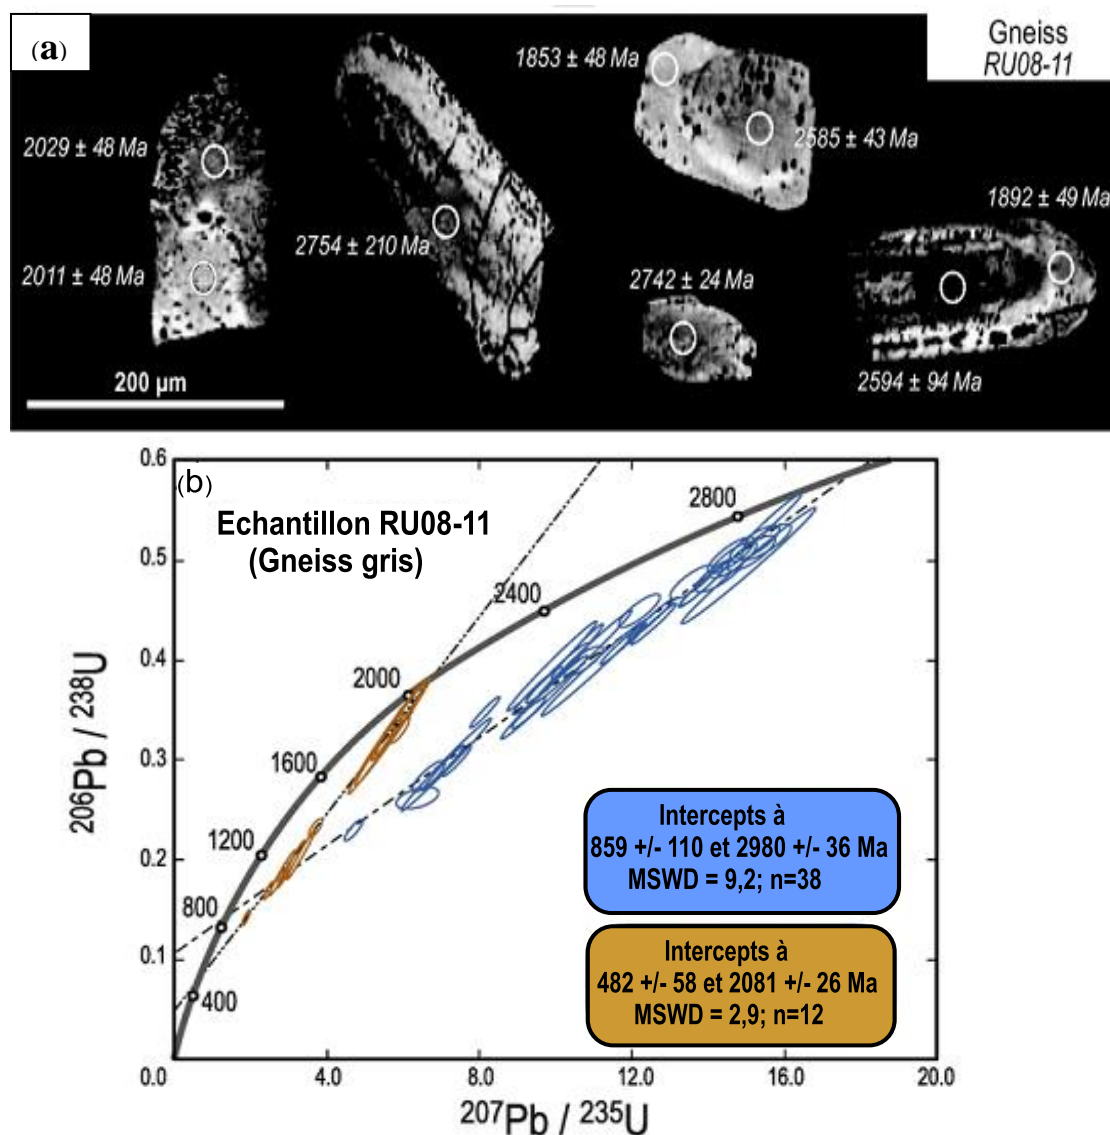 (a)
Gneiss
RU08-11
1853 ± 48 Ma
2029 ± 48 Ma
2585 ± 43 Ma
1892 ± 49 Ma
2754 ± 210 Ma
2011 ± 48 Ma
2742 ± 24 Ma
2594 ± 94 Ma
200 µm
(b)
Echantillon RU08-11
(Gneiss gris)
0.6
0.5
0.4
0.3
0.2
0.1
206Pb / 238U
2800
2400
2000
1600
1200
800
400
Intercepts à
859 +/- 110 et 2980 +/- 36 Ma
MSWD = 9,2; n=38
Intercepts à
482 +/- 58 et 2081 +/- 26 Ma
MSWD = 2,9; n=12
0.0 4.0 8.0 12.0 16.0 20.0
207Pb / 235U